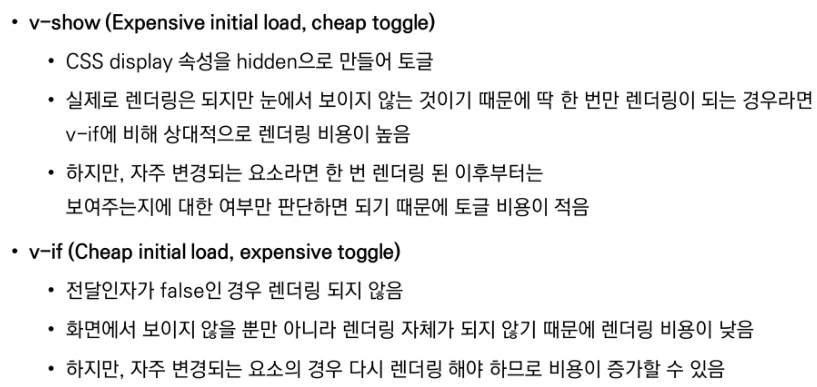 • v-show (Expensive initial load, cheap toggle)
• CSS display 속성을 hidden으로 만들어 토글
• 실제로 렌더링은 되지만 눈에서 보이지 않는 것이기 때문에 딱 한 번만 렌더링이 되는 경우라면
v-if에 비해 상대적으로 렌더링 비용이 높음
• 하지만, 자주 변경되는 요소라면 한 번 렌더링 된 이후부터는
보여주는지에 대한 여부만 판단하면 되기 때문에 토글 비용이 적음
• v-if (Cheap initial load, expensive toggle)
• 전달인자가 false인 경우 렌더링 되지 않음
• 화면에서 보이지 않을 뿐만 아니라 렌더링 자체가 되지 않기 때문에 렌더링 비용이 낮음
• 하지만, 자주 변경되는 요소의 경우 다시 렌더링 해야 하므로 비용이 증가할 수 있음